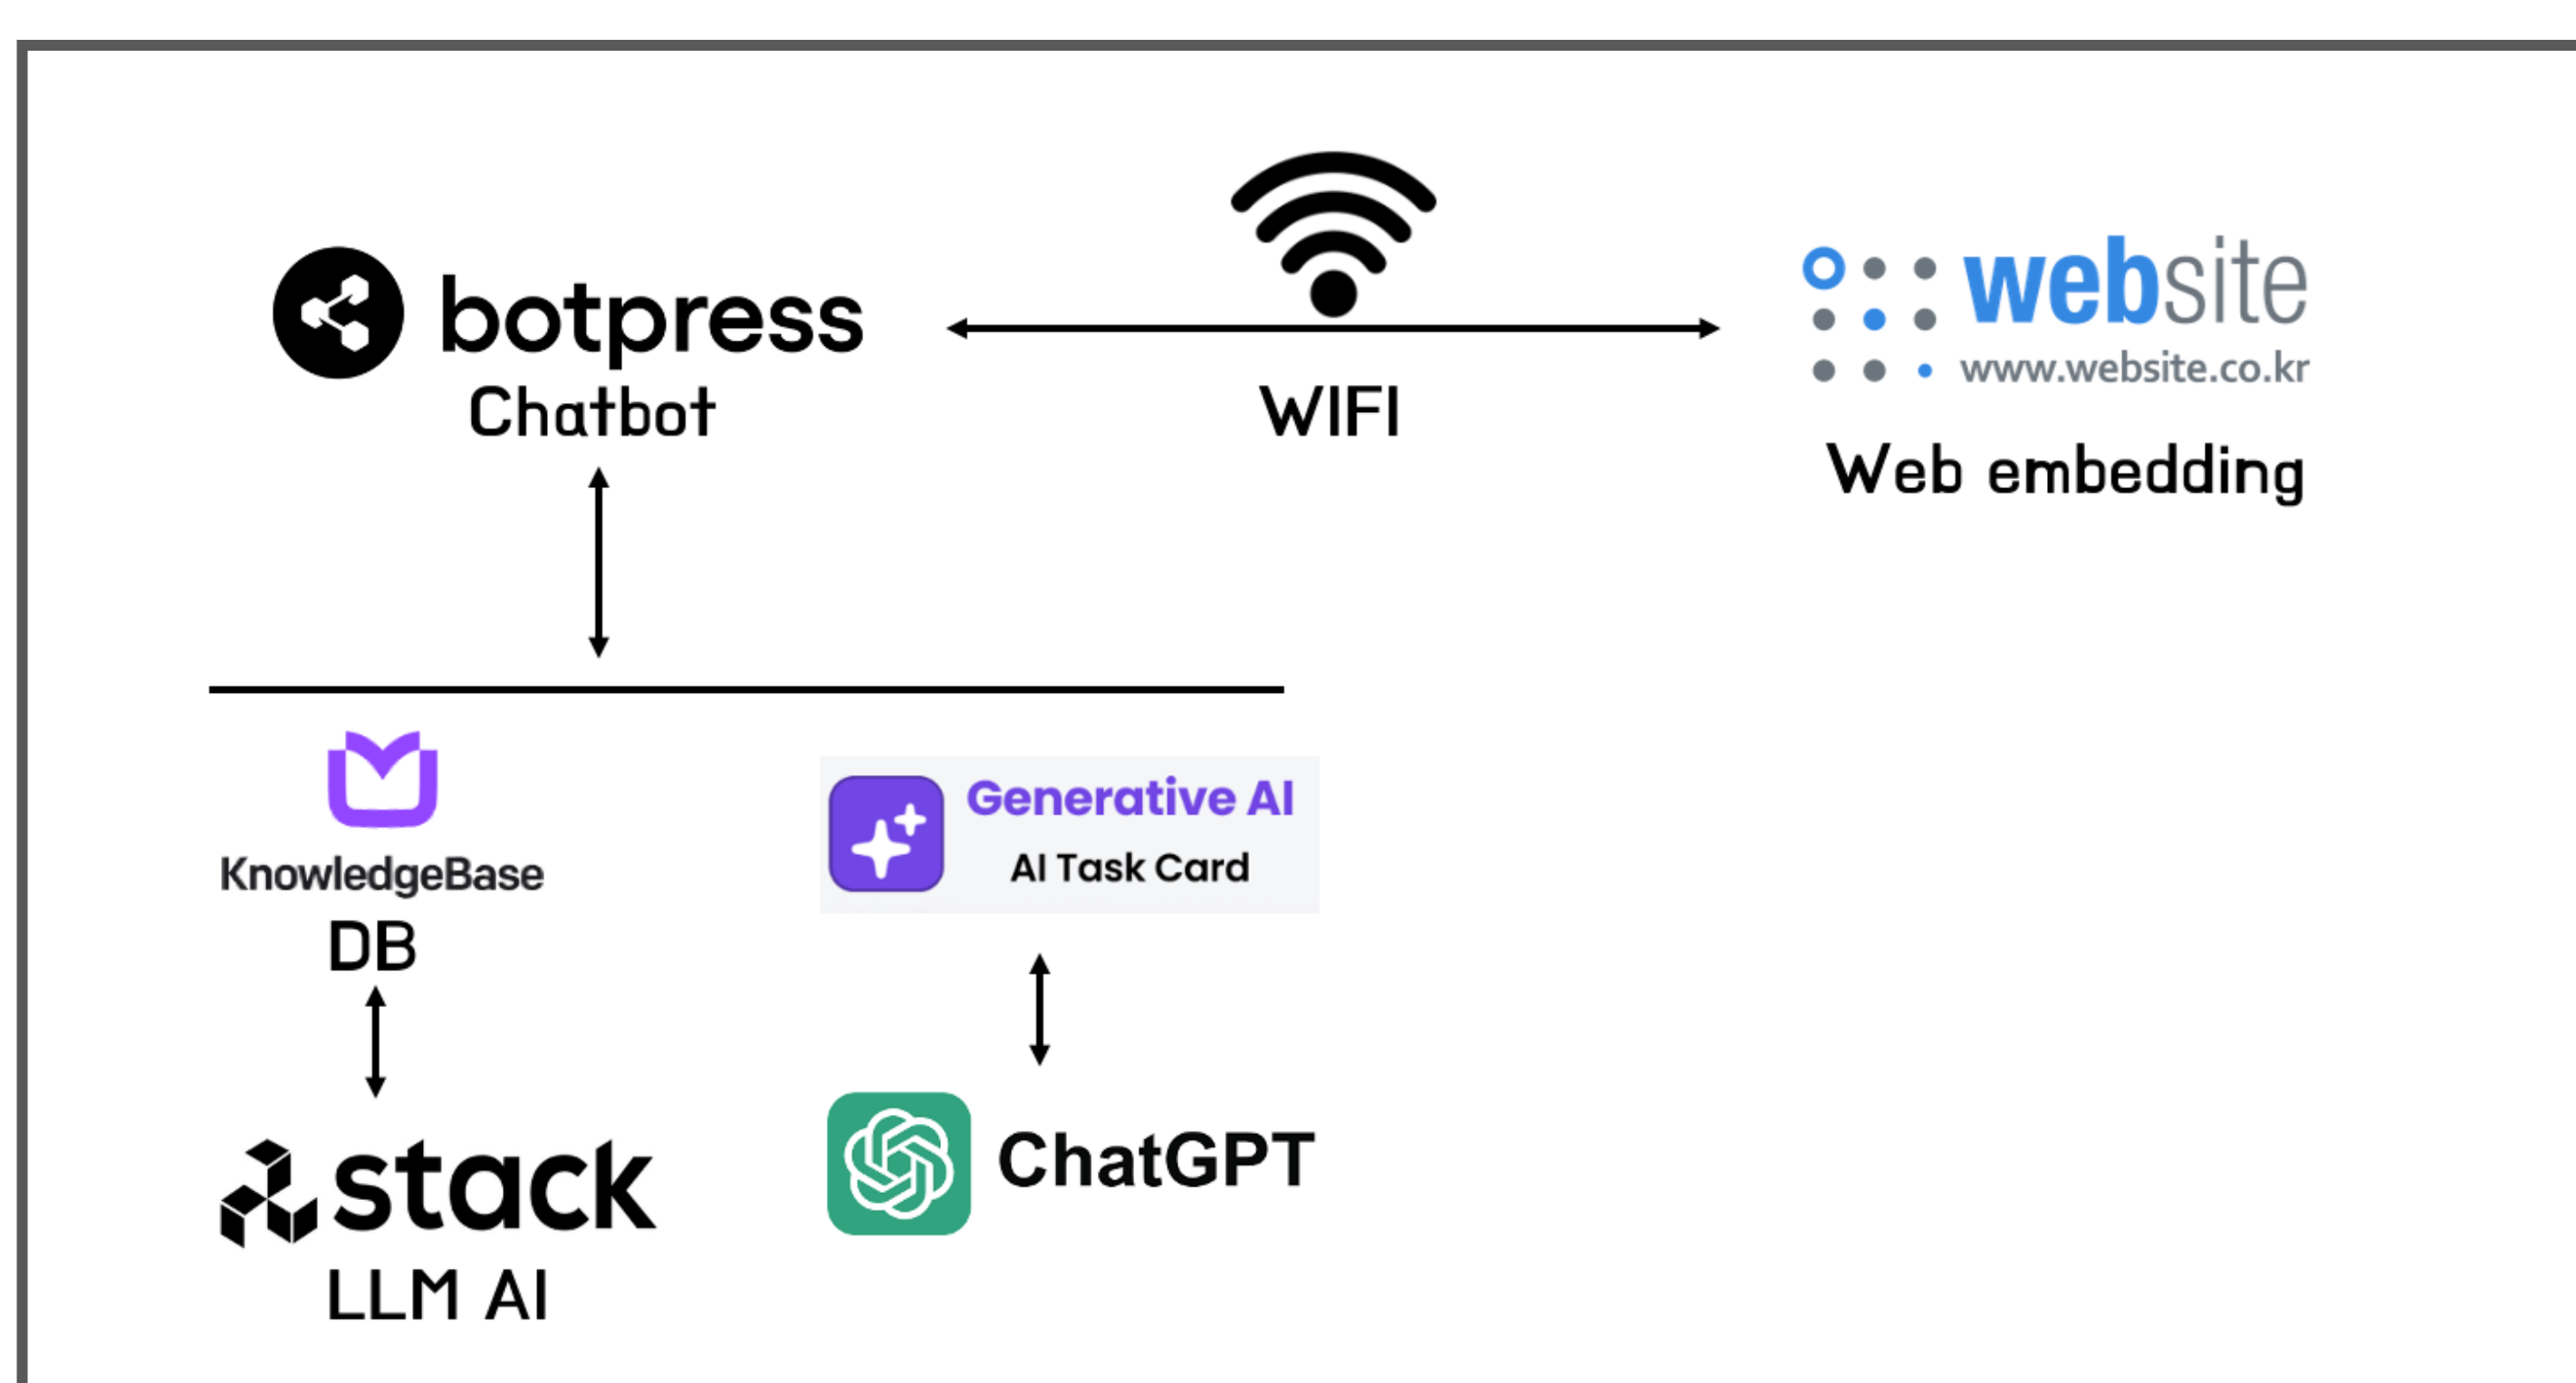 botpress
Chatbot
WIFI
website
www.website.co.kr
Web embedding
KnowledgeBase
DB
Generative AI
AI Task Card
stack
LLM AI
ChatGPT